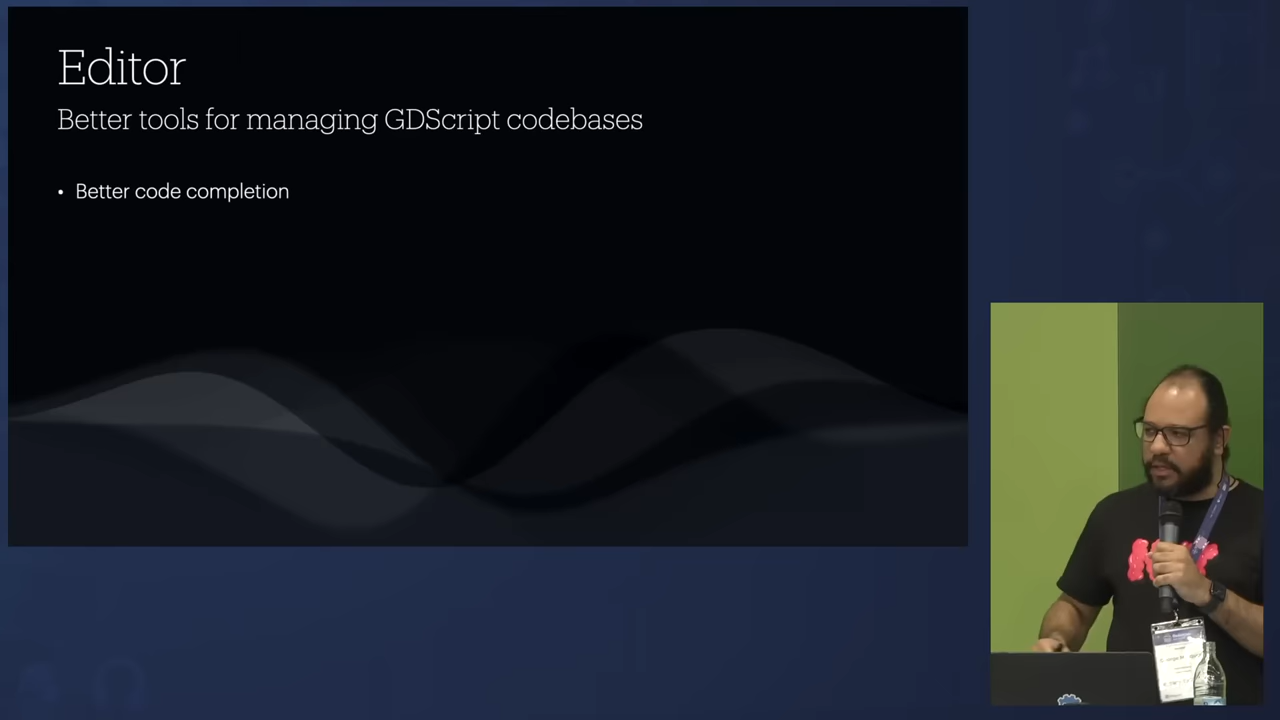 Editor
Better tools for managing GDScript codebases
• Better code completion